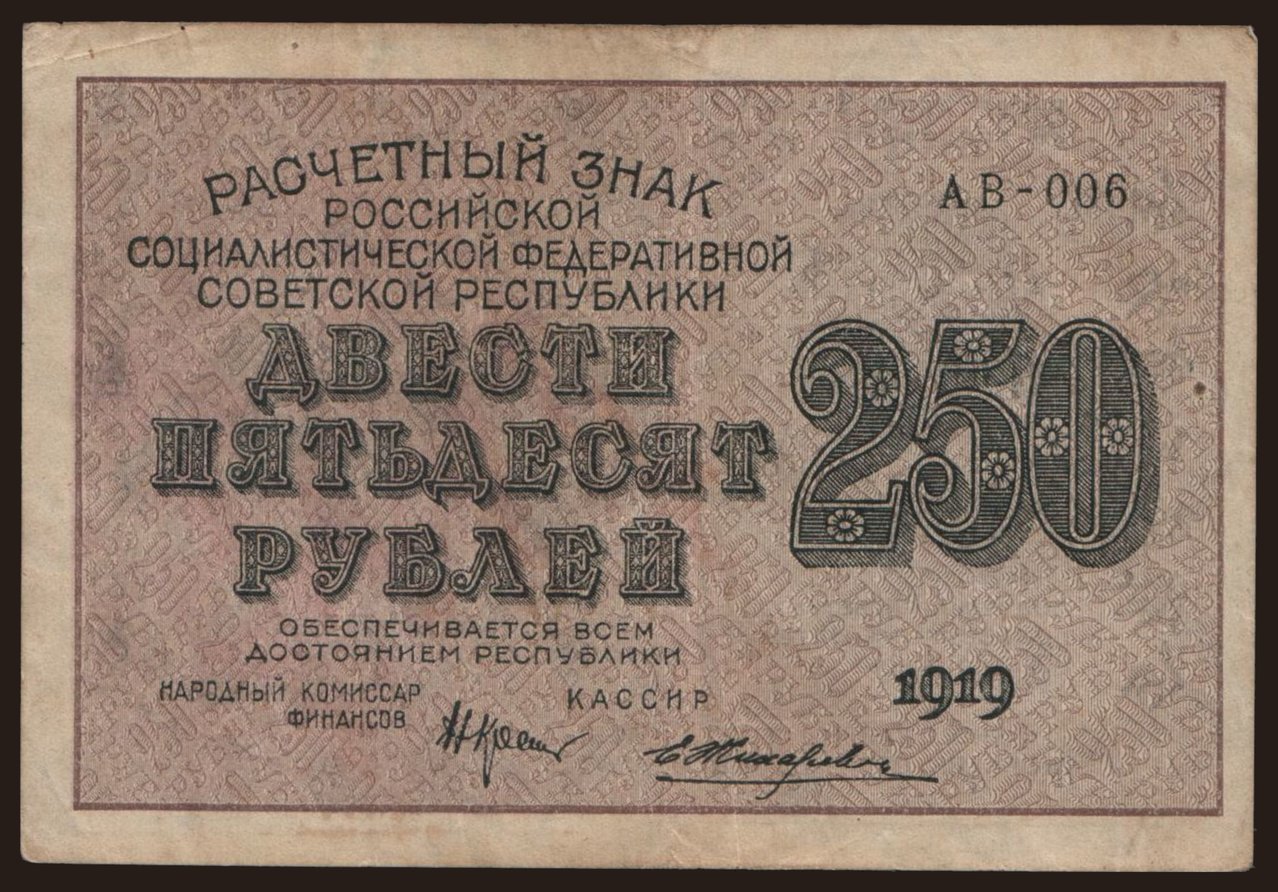 РАСЧЕТНЫЙ ЗНАК
РОССИЙСКОЙ
СОЦИАЛИСТИЧЕСКОЙ ФЕДЕРАТИВНОЙ
СОВЕТСКОЙ РЕСПУБЛИКИ
АВ-006
ДВЕСТИ
ПЯТЬДЕСЯТ
РУБЛЕЙ
250
ОБЕСПЕЧИВАЕТСЯ ВСЕМ
ДОСТОЯНИЕМ РЕСПУБЛИКИ
НАРОДНЫЙ КОМИССАР
ФИНАНСОВ
КАССИР
1919